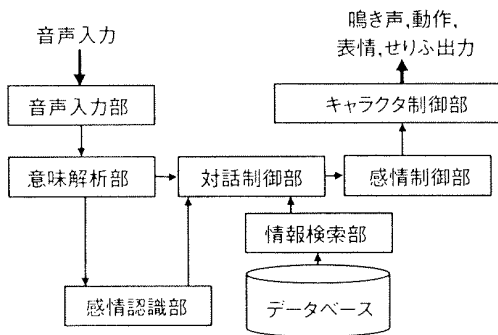 鳴き声,動作,
表情,せりふ出力
音声入力
音声入力部
キャラクタ制御部
意味解析部
対話制御部
感情制御部
情報検索部
感情認識部
データベース